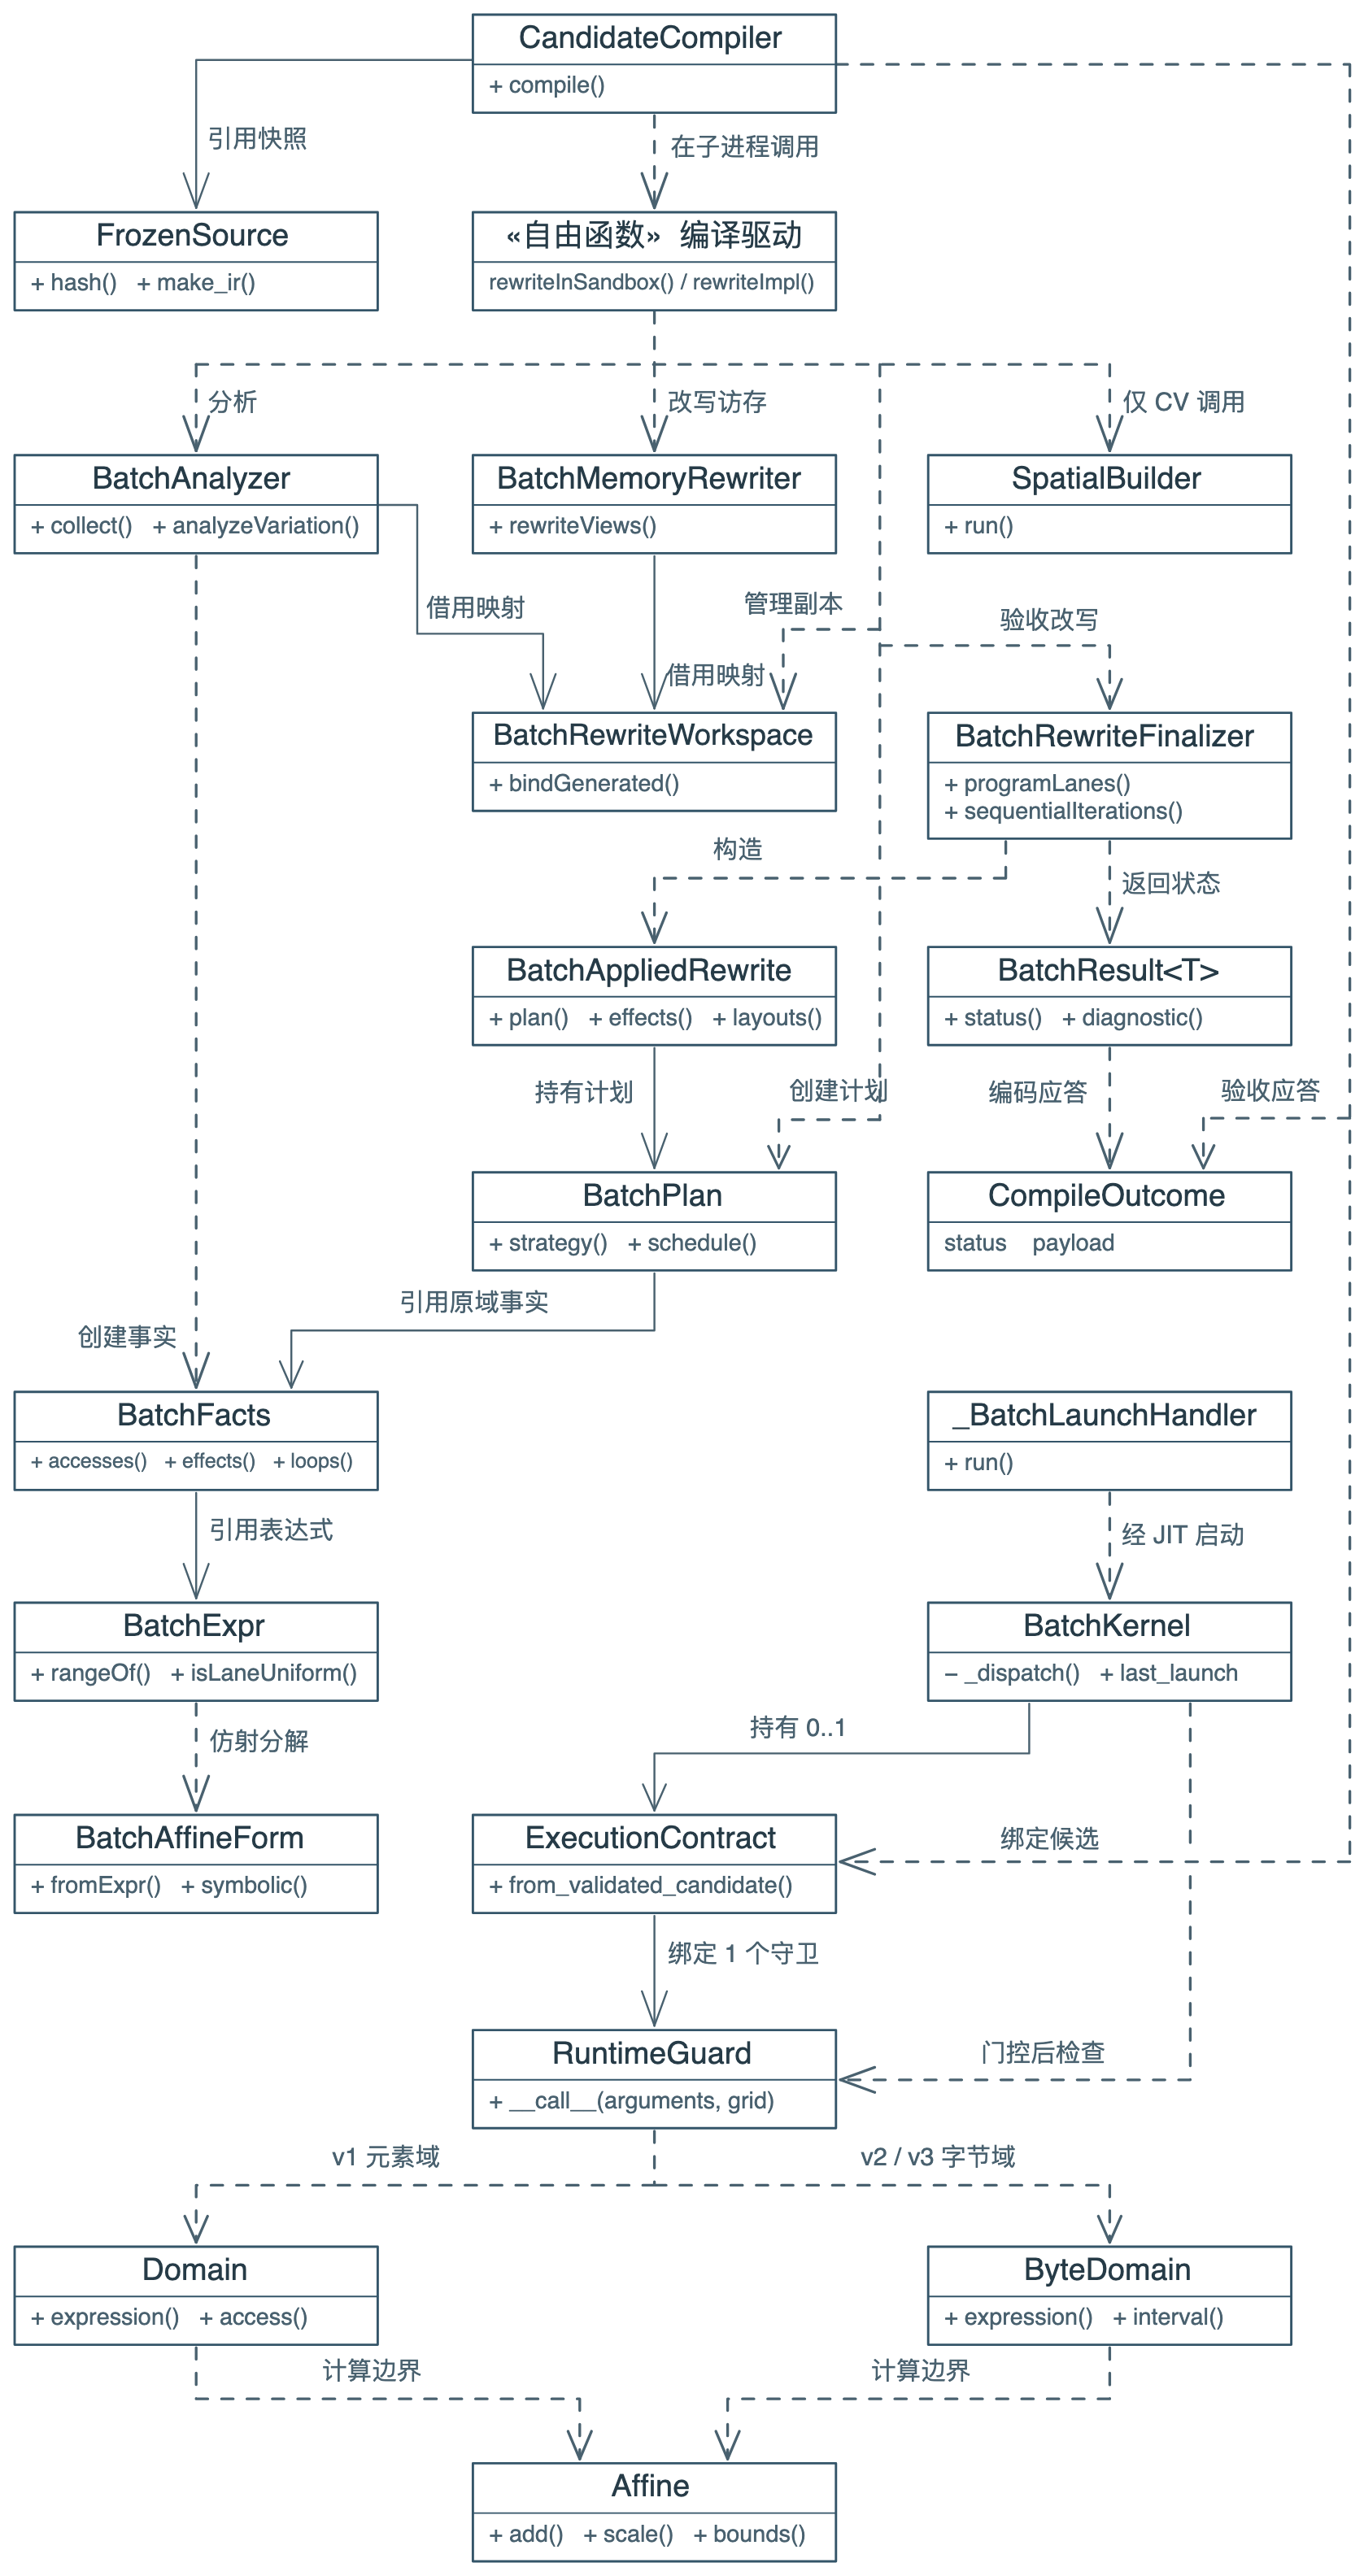 CandidateCompiler
+ compile()
引用快照
在子进程调用
FrozenSource
+ hash() + make_ir()
«自由函数» 编译驱动
rewriteInSandbox() / rewriteImpl()
分析
改写访存
仅 CV 调用
BatchAnalyzer
+ collect() + analyzeVariation()
BatchMemoryRewriter
+ rewriteViews()
SpatialBuilder
+ run()
借用映射
管理副本
验收改写
借用映射
BatchRewriteWorkspace
+ bindGenerated()
BatchRewriteFinalizer
+ programLanes()
+ sequentialIterations()
构造
返回状态
BatchAppliedRewrite
+ plan() + effects() + layouts()
BatchResult<T>
+ status() + diagnostic()
持有计划
创建计划
编码应答
验收应答
BatchPlan
+ strategy() + schedule()
CompileOutcome
status payload
引用原域事实
创建事实
BatchFacts
+ accesses() + effects() + loops()
_BatchLaunchHandler
+ run()
引用表达式
经 JIT 启动
BatchExpr
+ rangeOf() + isLaneUniform()
BatchKernel
− _dispatch() + last_launch
仿射分解
持有 0..1
BatchAffineForm
+ fromExpr() + symbolic()
ExecutionContract
+ from_validated_candidate()
绑定候选
绑定 1 个守卫
RuntimeGuard
+ __call__(arguments, grid)
门控后检查
v1 元素域
v2 / v3 字节域
Domain
+ expression() + access()
ByteDomain
+ expression() + interval()
计算边界
计算边界
Affine
+ add() + scale() + bounds()